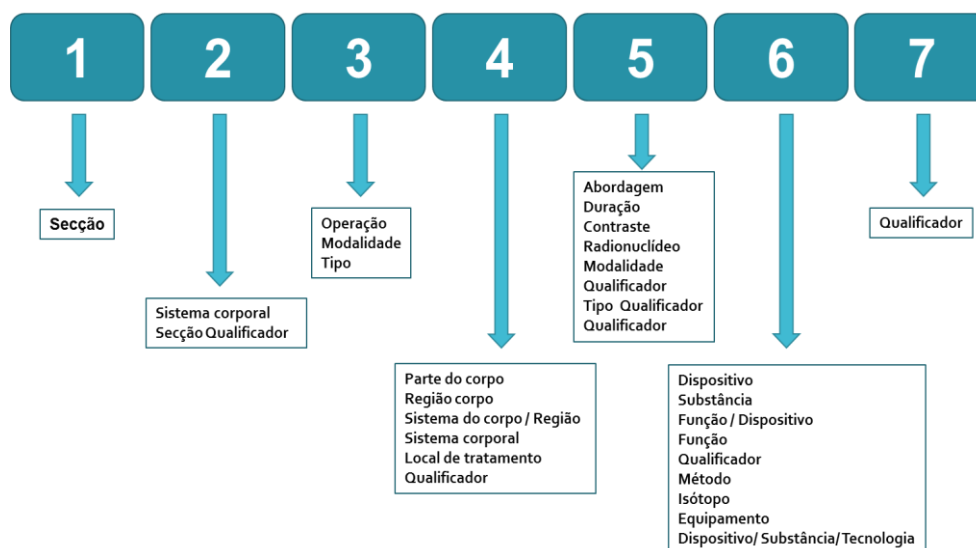 1 2 3 4 5 6 7
Secção
Sistema corporal
Secção Qualificador
Operação
Modalidade
Tipo
Parte do corpo
Região corpo
Sistema do corpo / Região
Sistema corporal
Local de tratamento
Qualificador
Abordagem
Duração
Contraste
Radionuclídeo
Modalidade
Qualificador
Tipo Qualificador
Qualificador
Dispositivo
Substância
Função / Dispositivo
Função
Qualificador
Método
Isótopo
Equipamento
Dispositivo/ Substância/Tecnologia
Qualificador